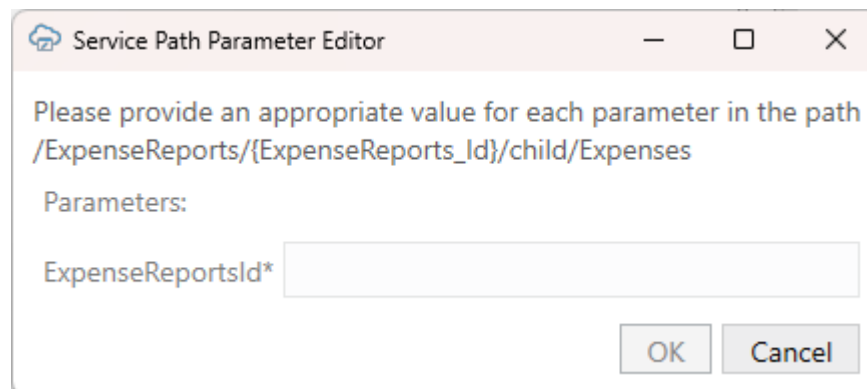 Service Path Parameter Editor
Please provide an appropriate value for each parameter in the path
/ExpenseReports/{ExpenseReports_Id}/child/Expenses
Parameters:
ExpenseReportsId*
OK Cancel